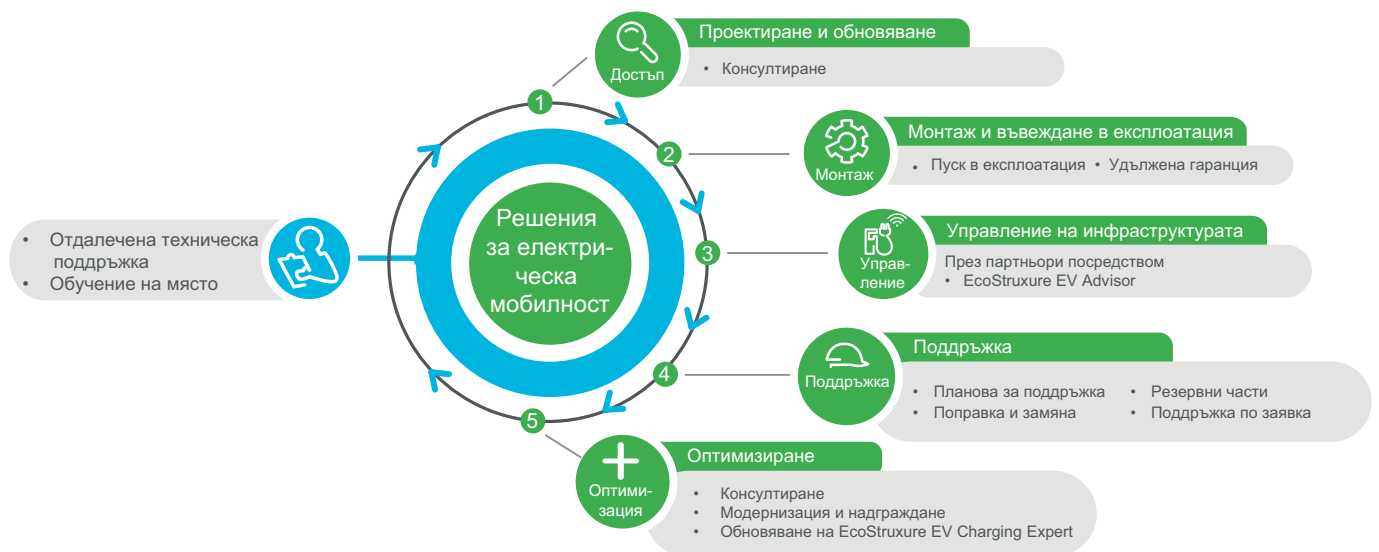 Проектиране и обновяване
Достъп
• Консултиране
1
2
Монтаж и въвеждане в експлоатация
Монтаж
• Пуск в експлоатация • Удължена гаранция
Решения
за електри-
ческа
мобилност
• Отдалечена техническа
поддръжка
• Обучение на място
3
Управление на инфраструктурата
Управ-
ление
През партньори посредством
• EcoStruxure EV Advisor
4
Поддръжка
Поддръжка
• Планова за поддръжка • Резервни части
• Поправка и замяна • Поддръжка по заявка
5
Оптимизиране
Оптими-
зация
• Консултиране
• Модернизация и надграждане
• Обновяване на EcoStruxure EV Charging Expert